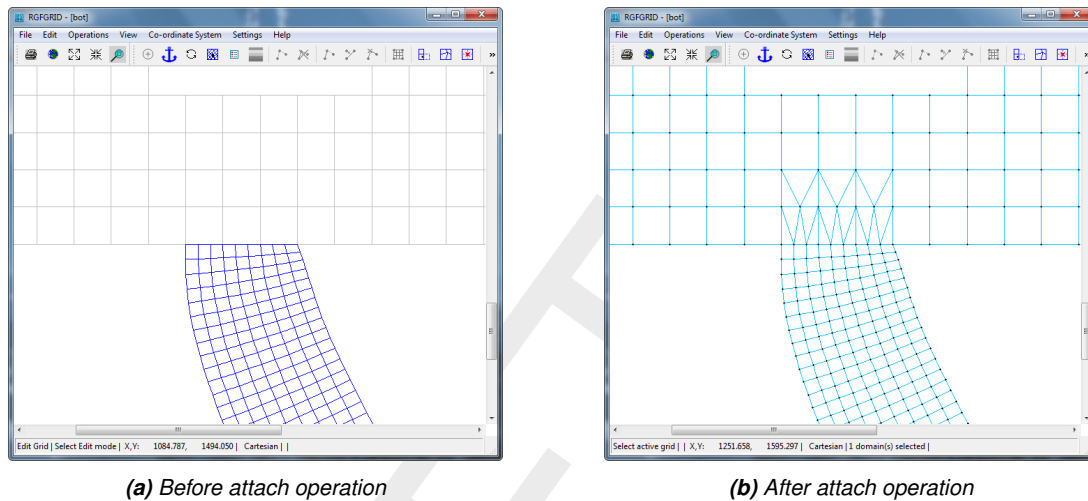 RGFGRID - [bot]
File Edit Operations View Co-ordinate System Settings Help
»
Edit Grid | Select Edit mode | X,Y: 1084.787, 1494.050 | Cartesian | |
(a) Before attach operation
RGFGRID - [bot]
File Edit Operations View Co-ordinate System Settings Help
»
Select active grid | | X,Y: 1251.658, 1595.297 | Cartesian | 1 domain(s) selected |
(b) After attach operation